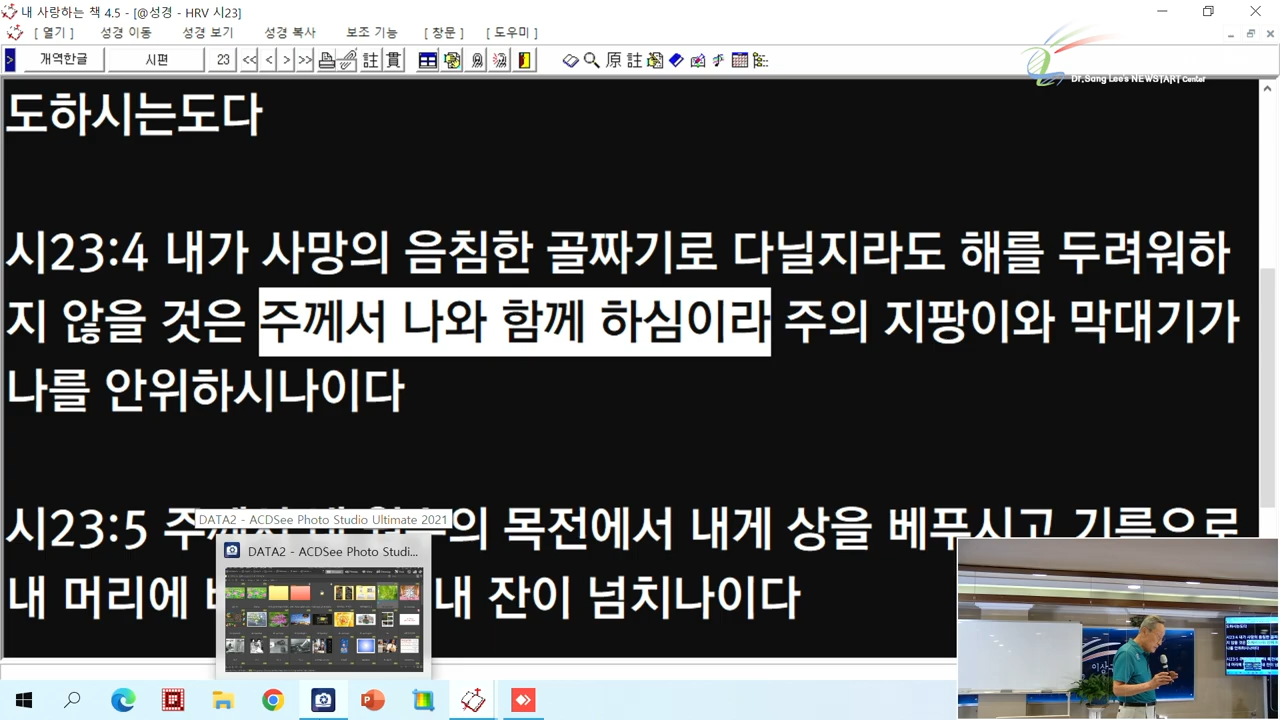 내 사랑하는 책 4.5 - [@성경 - HRV 시23]
[ 열기 ] 성경 이동 성경 보기 성경 복사 보조 기능 [ 창문 ] [ 도우미 ]
개역한글 시편 23 << < > >> 註 貫 原 註
Dr.Sang Lee's NEWSTART Center
도하시는도다
시23:4 내가 사망의 음침한 골짜기로 다닐지라도 해를 두려워하
지 않을 것은 주께서 나와 함께 하심이라 주의 지팡이와 막대기가
나를 안위하시나이다
시23:5 의 목전에서 내게 상을 베푸시고 기름으로
DATA2 - ACDSee Photo Studio Ultimate 2021
DATA2 - ACDSee Photo Studi...
내 머리에 내 잔이 넘치나이다